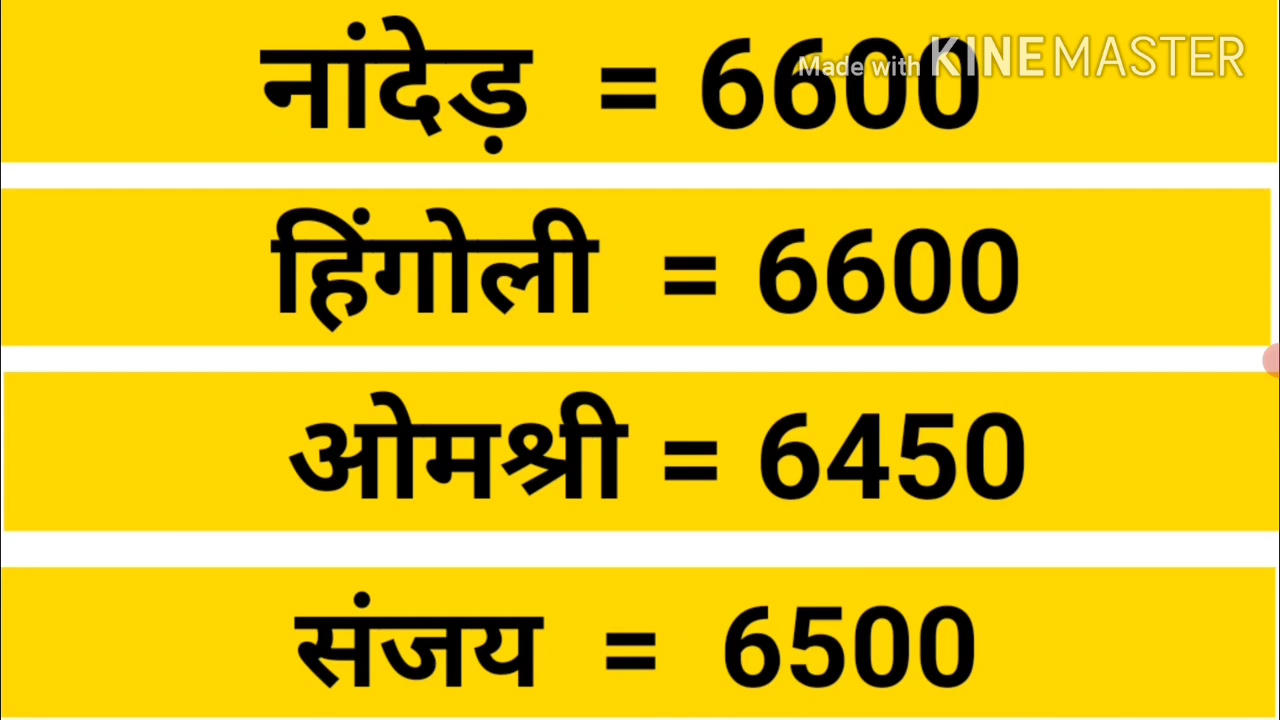 नांदेड़ = 6600
Made with KINEMASTER
हिंगोली = 6600
ओमश्री = 6450
संजय = 6500